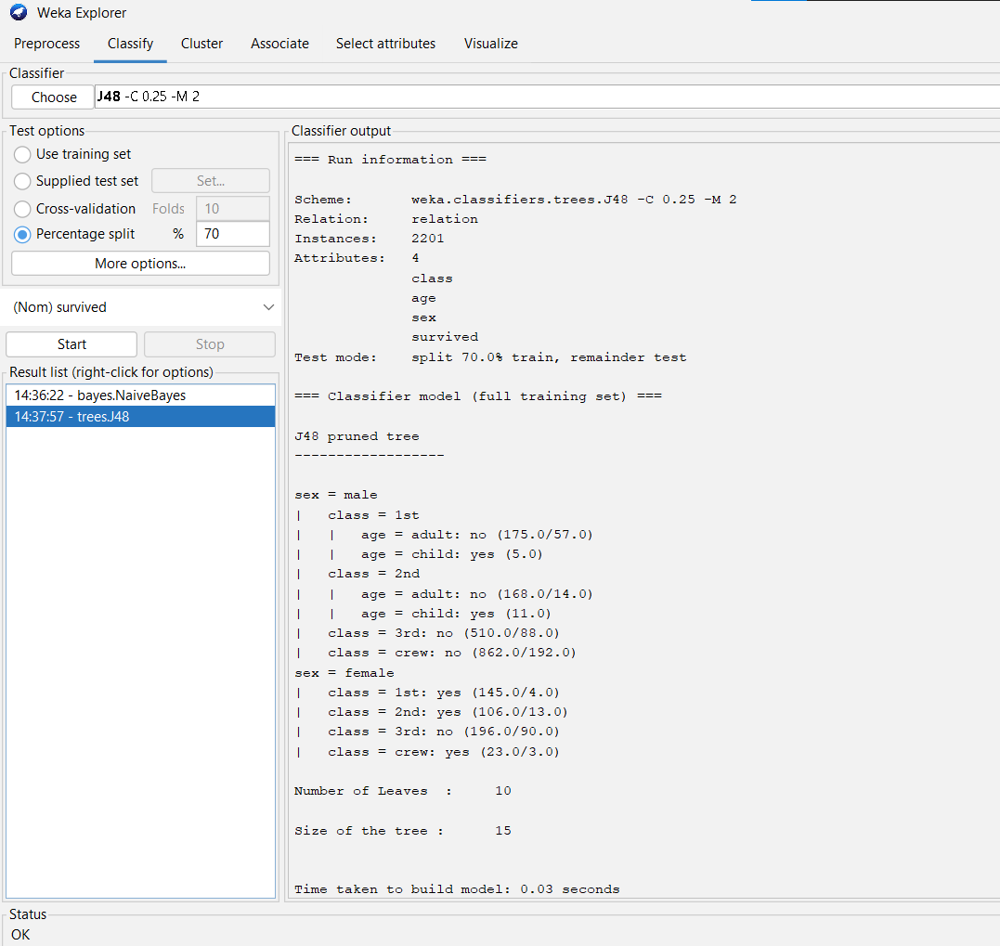 Weka Explorer
Preprocess Classify Cluster Associate Select attributes Visualize
Classifier
Choose J48 -C 0.25 -M 2
Test options
Use training set
Supplied test set Set...
Cross-validation Folds 10
Percentage split % 70
More options...
(Nom) survived
Start Stop
Result list (right-click for options)
14:36:22 - bayes.NaiveBayes
14:37:57 - trees.J48
Classifier output
=== Run information ===
Scheme: weka.classifiers.trees.J48 -C 0.25 -M 2
Relation: relation
Instances: 2201
Attributes: 4
class
age
sex
survived
Test mode: split 70.0% train, remainder test
=== Classifier model (full training set) ===
J48 pruned tree
------------------
sex = male
|   class = 1st
|   |   age = adult: no (175.0/57.0)
|   |   age = child: yes (5.0)
|   class = 2nd
|   |   age = adult: no (168.0/14.0)
|   |   age = child: yes (11.0)
|   class = 3rd: no (510.0/88.0)
|   class = crew: no (862.0/192.0)
sex = female
|   class = 1st: yes (145.0/4.0)
|   class = 2nd: yes (106.0/13.0)
|   class = 3rd: no (196.0/90.0)
|   class = crew: yes (23.0/3.0)
Number of Leaves  : 10
Size of the tree : 15
Time taken to build model: 0.03 seconds
Status
OK